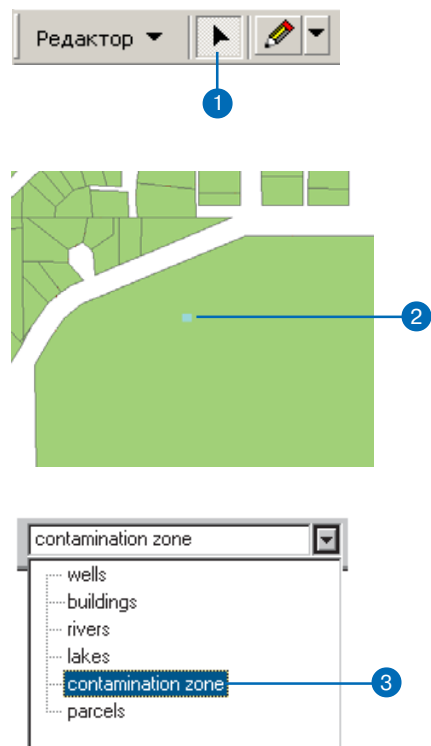 Редактор
1
2
contamination zone
wells
buildings
rivers
lakes
contamination zone
3
parcels